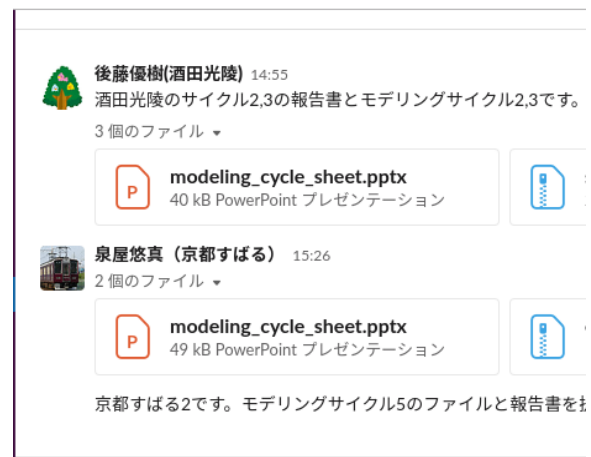 後藤優樹(酒田光陵) 14:55
酒田光陵のサイクル2,3の報告書とモデリングサイクル2,3です。
3 個のファイル
P
modeling_cycle_sheet.pptx
40 kB PowerPoint プレゼンテーション
泉屋悠真（京都すばる） 15:26
2 個のファイル
P
modeling_cycle_sheet.pptx
49 kB PowerPoint プレゼンテーション
京都すばる2です。モデリングサイクル5のファイルと報告書を